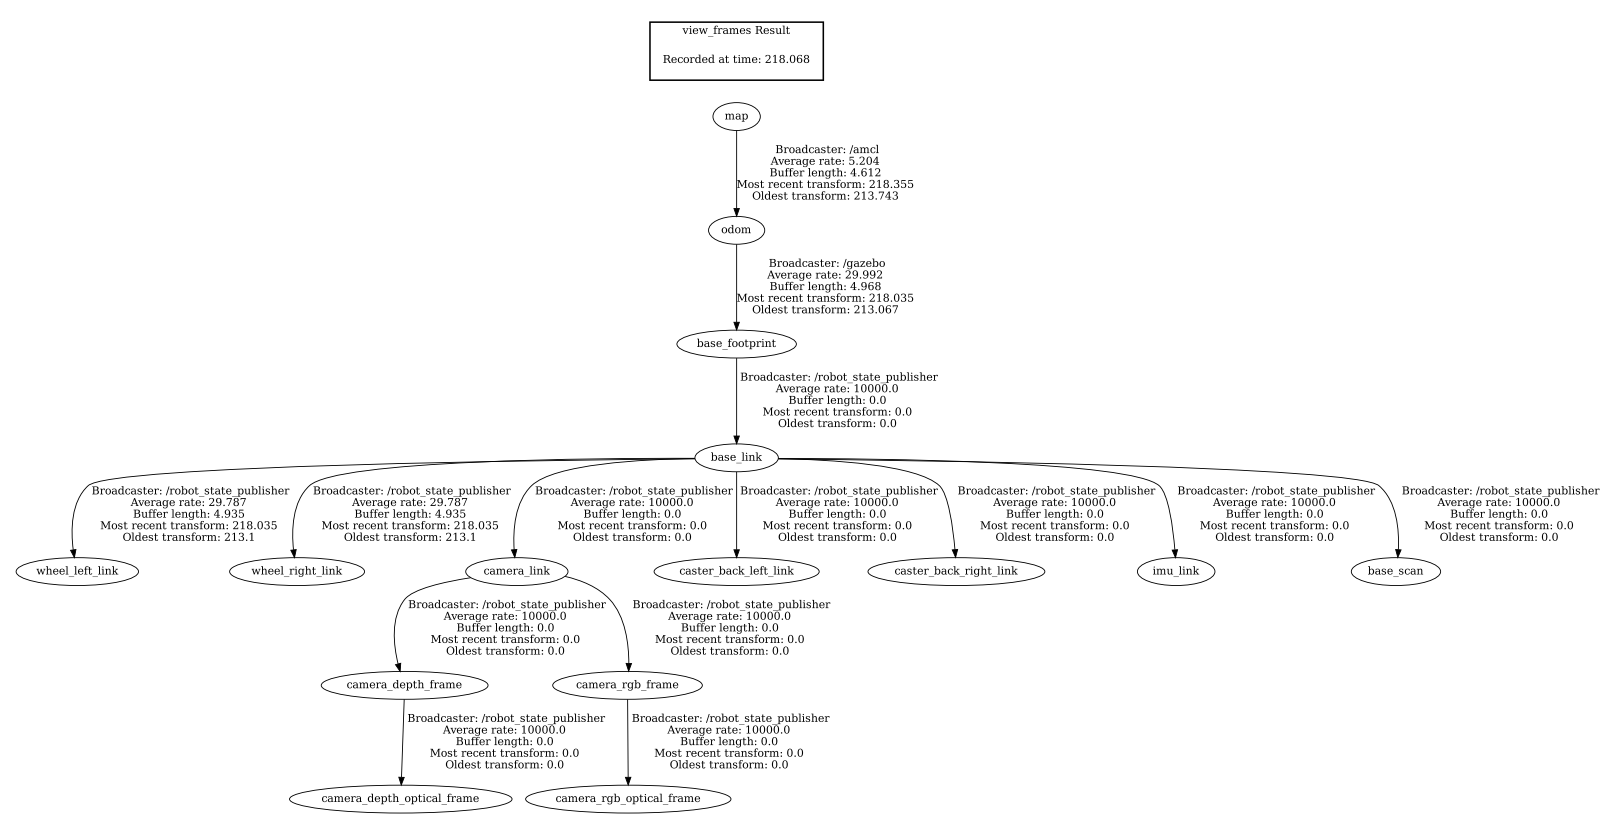 view_frames Result
Recorded at time: 218.068
map
Broadcaster: /amcl
Average rate: 5.204
Buffer length: 4.612
Most recent transform: 218.355
Oldest transform: 213.743
odom
Broadcaster: /gazebo
Average rate: 29.992
Buffer length: 4.968
Most recent transform: 218.035
Oldest transform: 213.067
base_footprint
Broadcaster: /robot_state_publisher
Average rate: 10000.0
Buffer length: 0.0
Most recent transform: 0.0
Oldest transform: 0.0
base_link
Broadcaster: /robot_state_publisher
Average rate: 29.787
Buffer length: 4.935
Most recent transform: 218.035
Oldest transform: 213.1
Broadcaster: /robot_state_publisher
Average rate: 29.787
Buffer length: 4.935
Most recent transform: 218.035
Oldest transform: 213.1
Broadcaster: /robot_state_publisher
Average rate: 10000.0
Buffer length: 0.0
Most recent transform: 0.0
Oldest transform: 0.0
Broadcaster: /robot_state_publisher
Average rate: 10000.0
Buffer length: 0.0
Most recent transform: 0.0
Oldest transform: 0.0
Broadcaster: /robot_state_publisher
Average rate: 10000.0
Buffer length: 0.0
Most recent transform: 0.0
Oldest transform: 0.0
Broadcaster: /robot_state_publisher
Average rate: 10000.0
Buffer length: 0.0
Most recent transform: 0.0
Oldest transform: 0.0
Broadcaster: /robot_state_publisher
Average rate: 10000.0
Buffer length: 0.0
Most recent transform: 0.0
Oldest transform: 0.0
wheel_left_link
wheel_right_link
camera_link
caster_back_left_link
caster_back_right_link
imu_link
base_scan
Broadcaster: /robot_state_publisher
Average rate: 10000.0
Buffer length: 0.0
Most recent transform: 0.0
Oldest transform: 0.0
Broadcaster: /robot_state_publisher
Average rate: 10000.0
Buffer length: 0.0
Most recent transform: 0.0
Oldest transform: 0.0
camera_depth_frame
camera_rgb_frame
Broadcaster: /robot_state_publisher
Average rate: 10000.0
Buffer length: 0.0
Most recent transform: 0.0
Oldest transform: 0.0
Broadcaster: /robot_state_publisher
Average rate: 10000.0
Buffer length: 0.0
Most recent transform: 0.0
Oldest transform: 0.0
camera_depth_optical_frame
camera_rgb_optical_frame